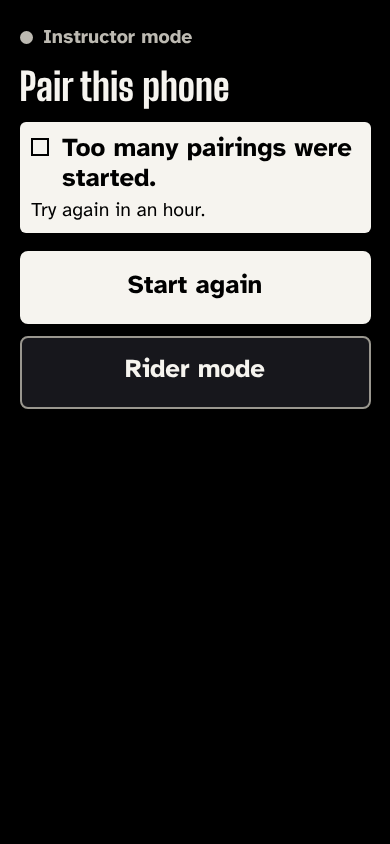 Instructor mode
Pair this phone
Too many pairings were
started.
Try again in an hour.
Start again
Rider mode